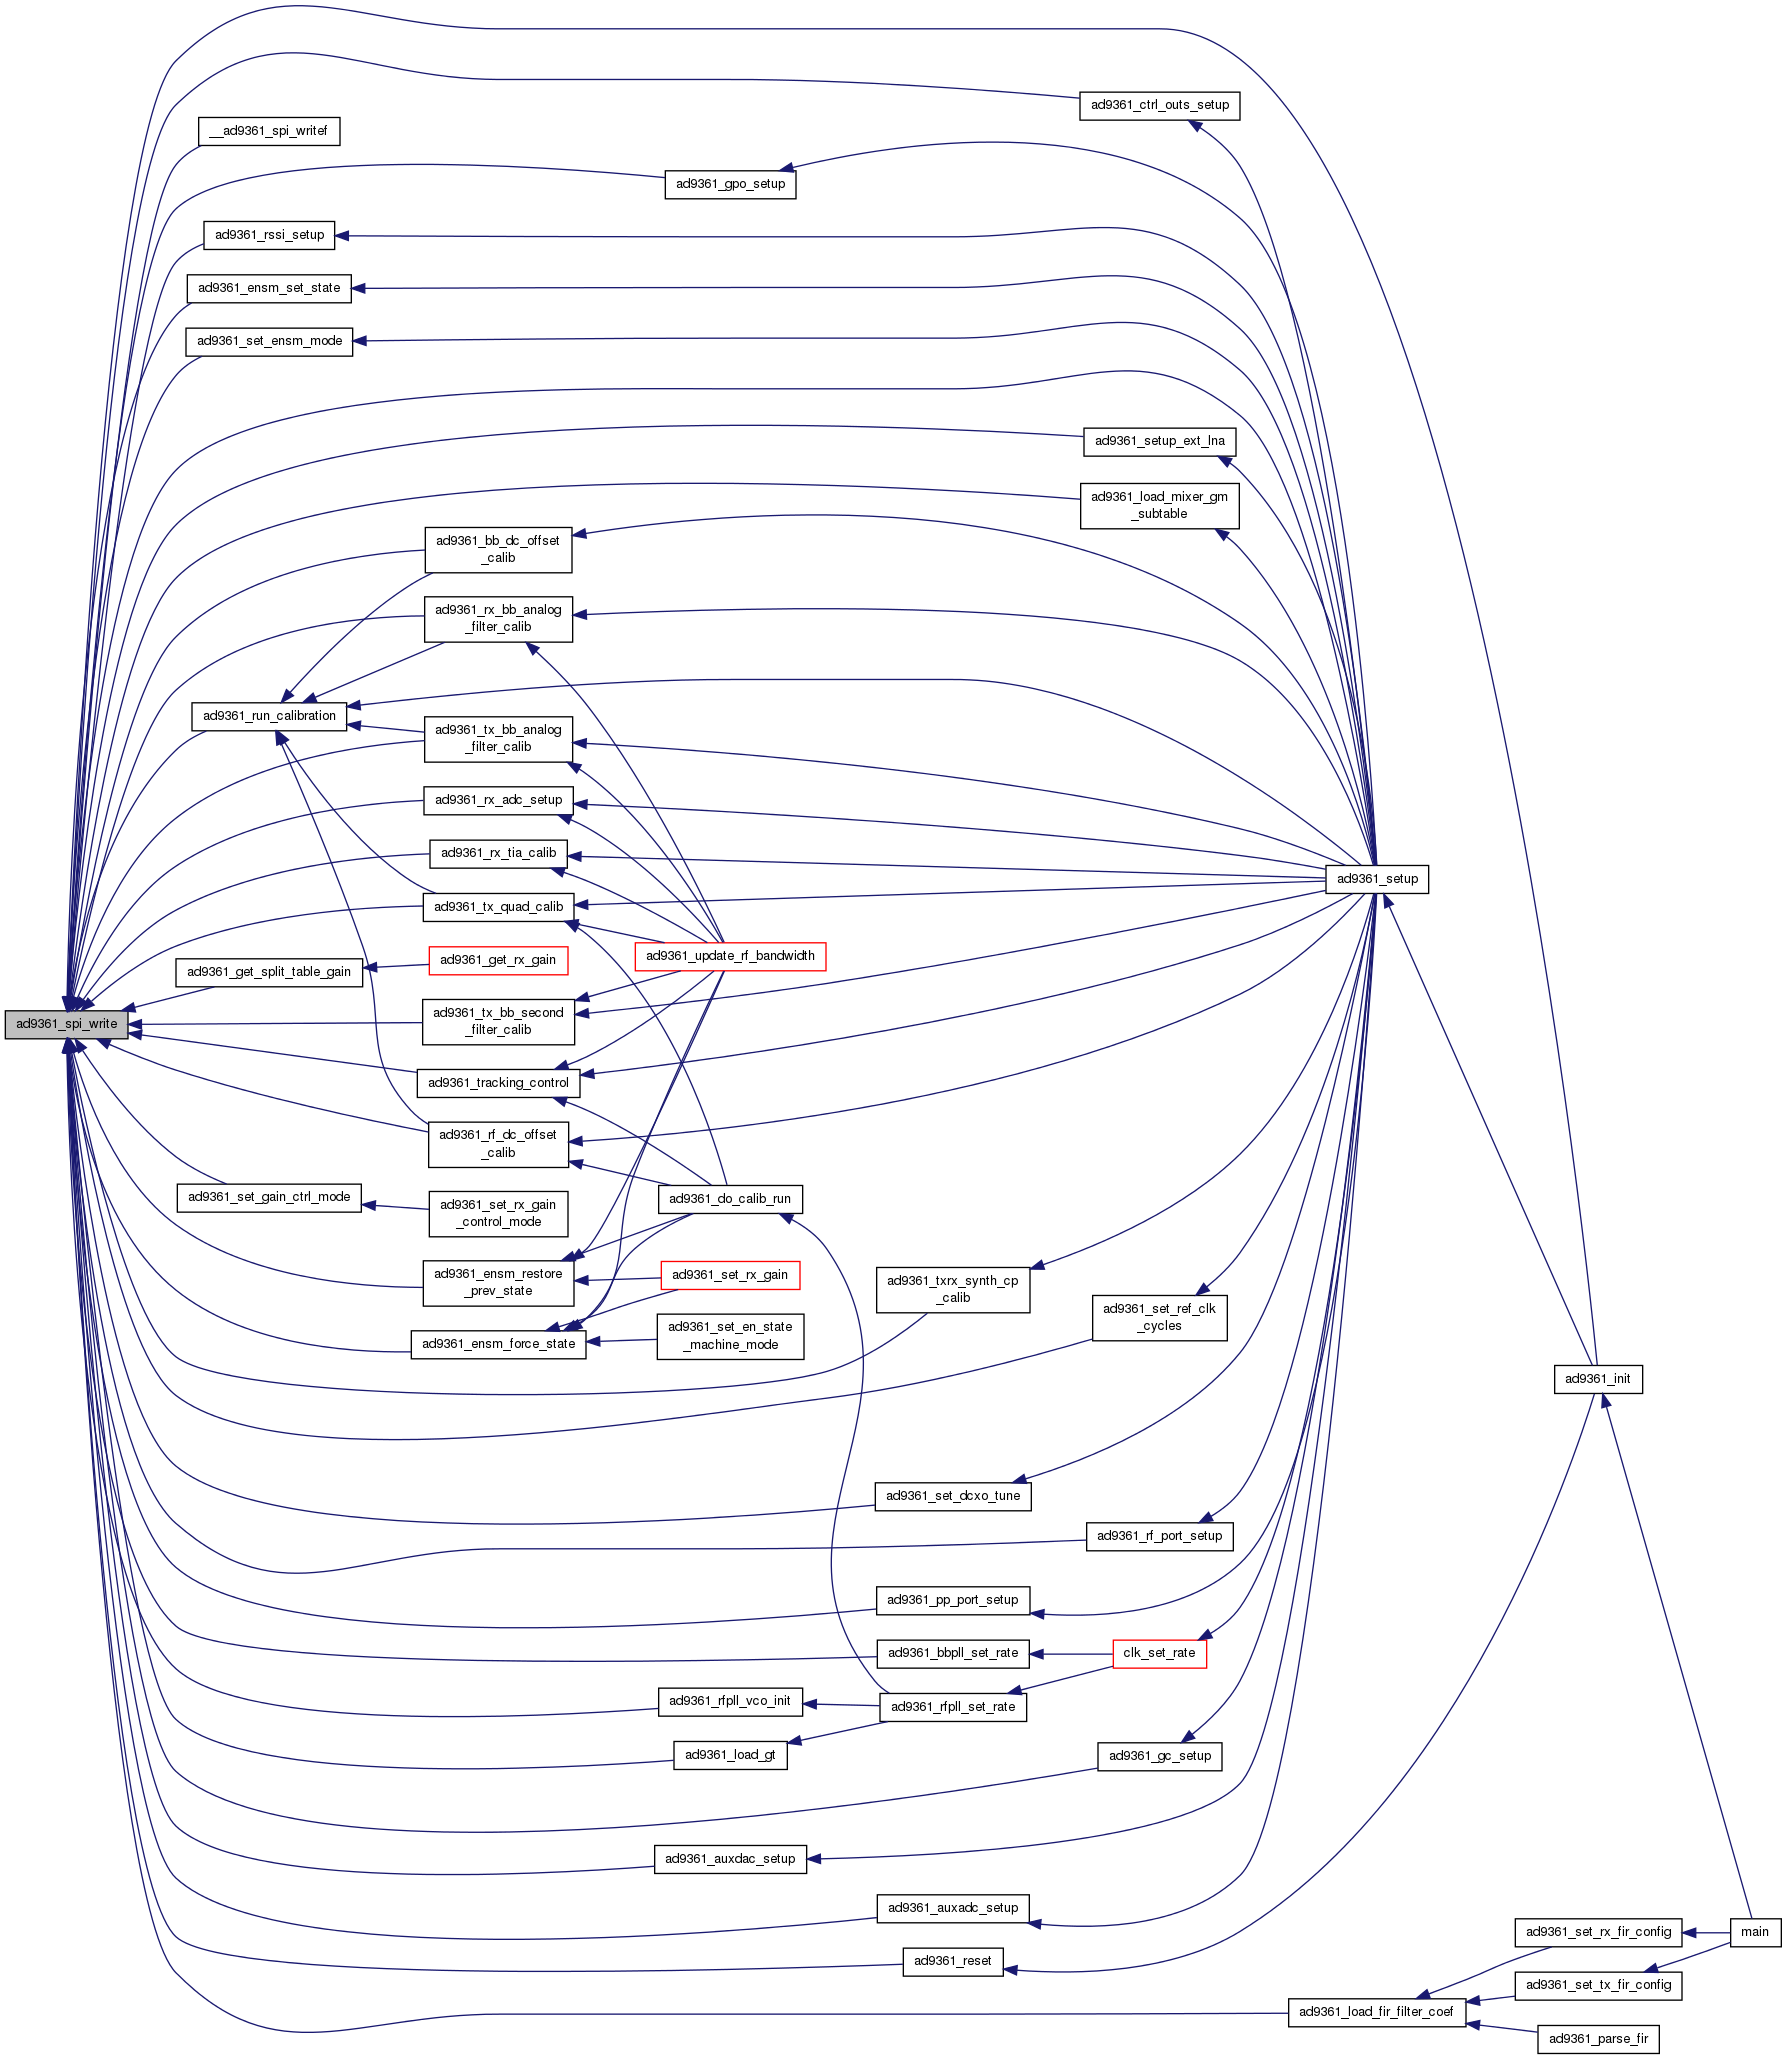 ad9361_ctrl_outs_setup
__ad9361_spi_writef
ad9361_gpo_setup
ad9361_rssi_setup
ad9361_ensm_set_state
ad9361_set_ensm_mode
ad9361_setup_ext_lna
ad9361_load_mixer_gm
_subtable
ad9361_bb_dc_offset
_calib
ad9361_rx_bb_analog
_filter_calib
ad9361_run_calibration
ad9361_tx_bb_analog
_filter_calib
ad9361_rx_adc_setup
ad9361_rx_tia_calib
ad9361_setup
ad9361_tx_quad_calib
ad9361_get_split_table_gain
ad9361_get_rx_gain
ad9361_update_rf_bandwidth
ad9361_spi_write
ad9361_tx_bb_second
_filter_calib
ad9361_tracking_control
ad9361_rf_dc_offset
_calib
ad9361_set_gain_ctrl_mode
ad9361_set_rx_gain
_control_mode
ad9361_do_calib_run
ad9361_ensm_restore
_prev_state
ad9361_set_rx_gain
ad9361_txrx_synth_cp
_calib
ad9361_set_ref_clk
_cycles
ad9361_ensm_force_state
ad9361_set_en_state
_machine_mode
ad9361_init
ad9361_set_dcxo_tune
ad9361_rf_port_setup
ad9361_pp_port_setup
ad9361_bbpll_set_rate
clk_set_rate
ad9361_rfpll_vco_init
ad9361_rfpll_set_rate
ad9361_load_gt
ad9361_gc_setup
ad9361_auxdac_setup
ad9361_auxadc_setup
ad9361_set_rx_fir_config
main
ad9361_reset
ad9361_set_tx_fir_config
ad9361_load_fir_filter_coef
ad9361_parse_fir